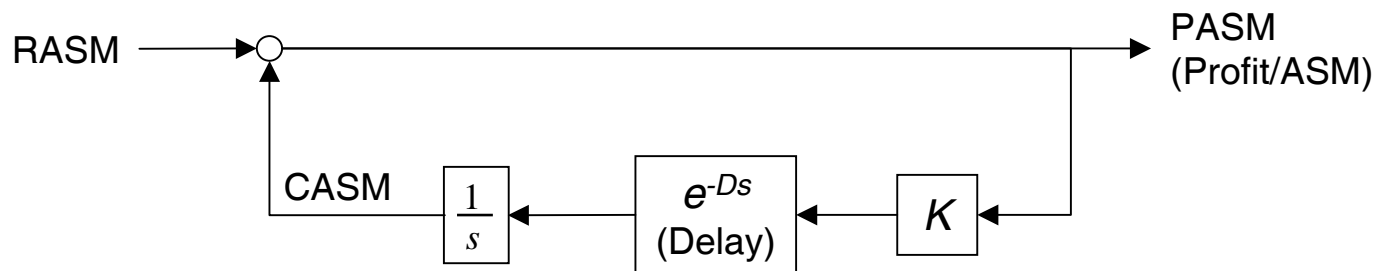 RASM
PASM
(Profit/ASM)
CASM
1
s
e-Ds
(Delay)
K